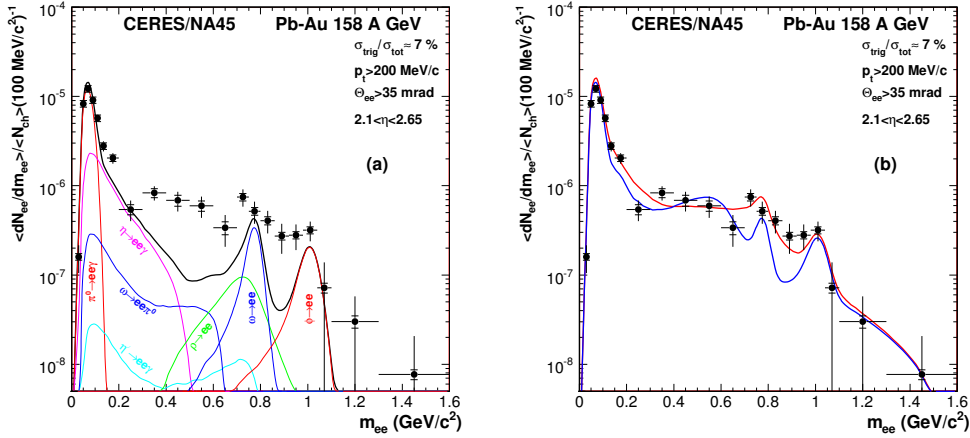 CERES/NA45 Pb-Au 158 A GeV
σtrig/σtot≈ 7 %
pt>200 MeV/c
Θee>35 mrad
2.1<η<2.65
(a)
<dNee/dmee>/<Nch>(100 MeV/c²)⁻¹
10⁻⁵
10⁻⁶
10⁻⁷
10⁻⁸
π⁰→eeγ
η→eeγ
ω→eeπ⁰
η'→eeγ
ρ→ee
ω→ee
ϕ→ee
0 0.2 0.4 0.6 0.8 1 1.2 1.4 1.6
mee (GeV/c²)
CERES/NA45 Pb-Au 158 A GeV
σtrig/σtot≈ 7 %
pt>200 MeV/c
Θee>35 mrad
2.1<η<2.65
(b)
<dNee/dmee>/<Nch>(100 MeV/c²)⁻¹
10⁻⁵
10⁻⁶
10⁻⁷
10⁻⁸
0 0.2 0.4 0.6 0.8 1 1.2 1.4 1.6
mee (GeV/c²)